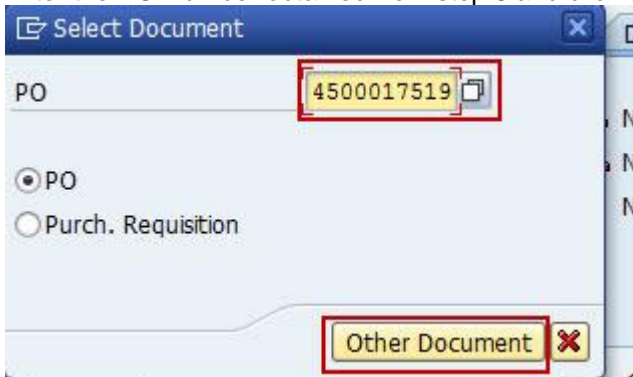 Select Document
PO 4500017519
PO
Purch. Requisition
Other Document